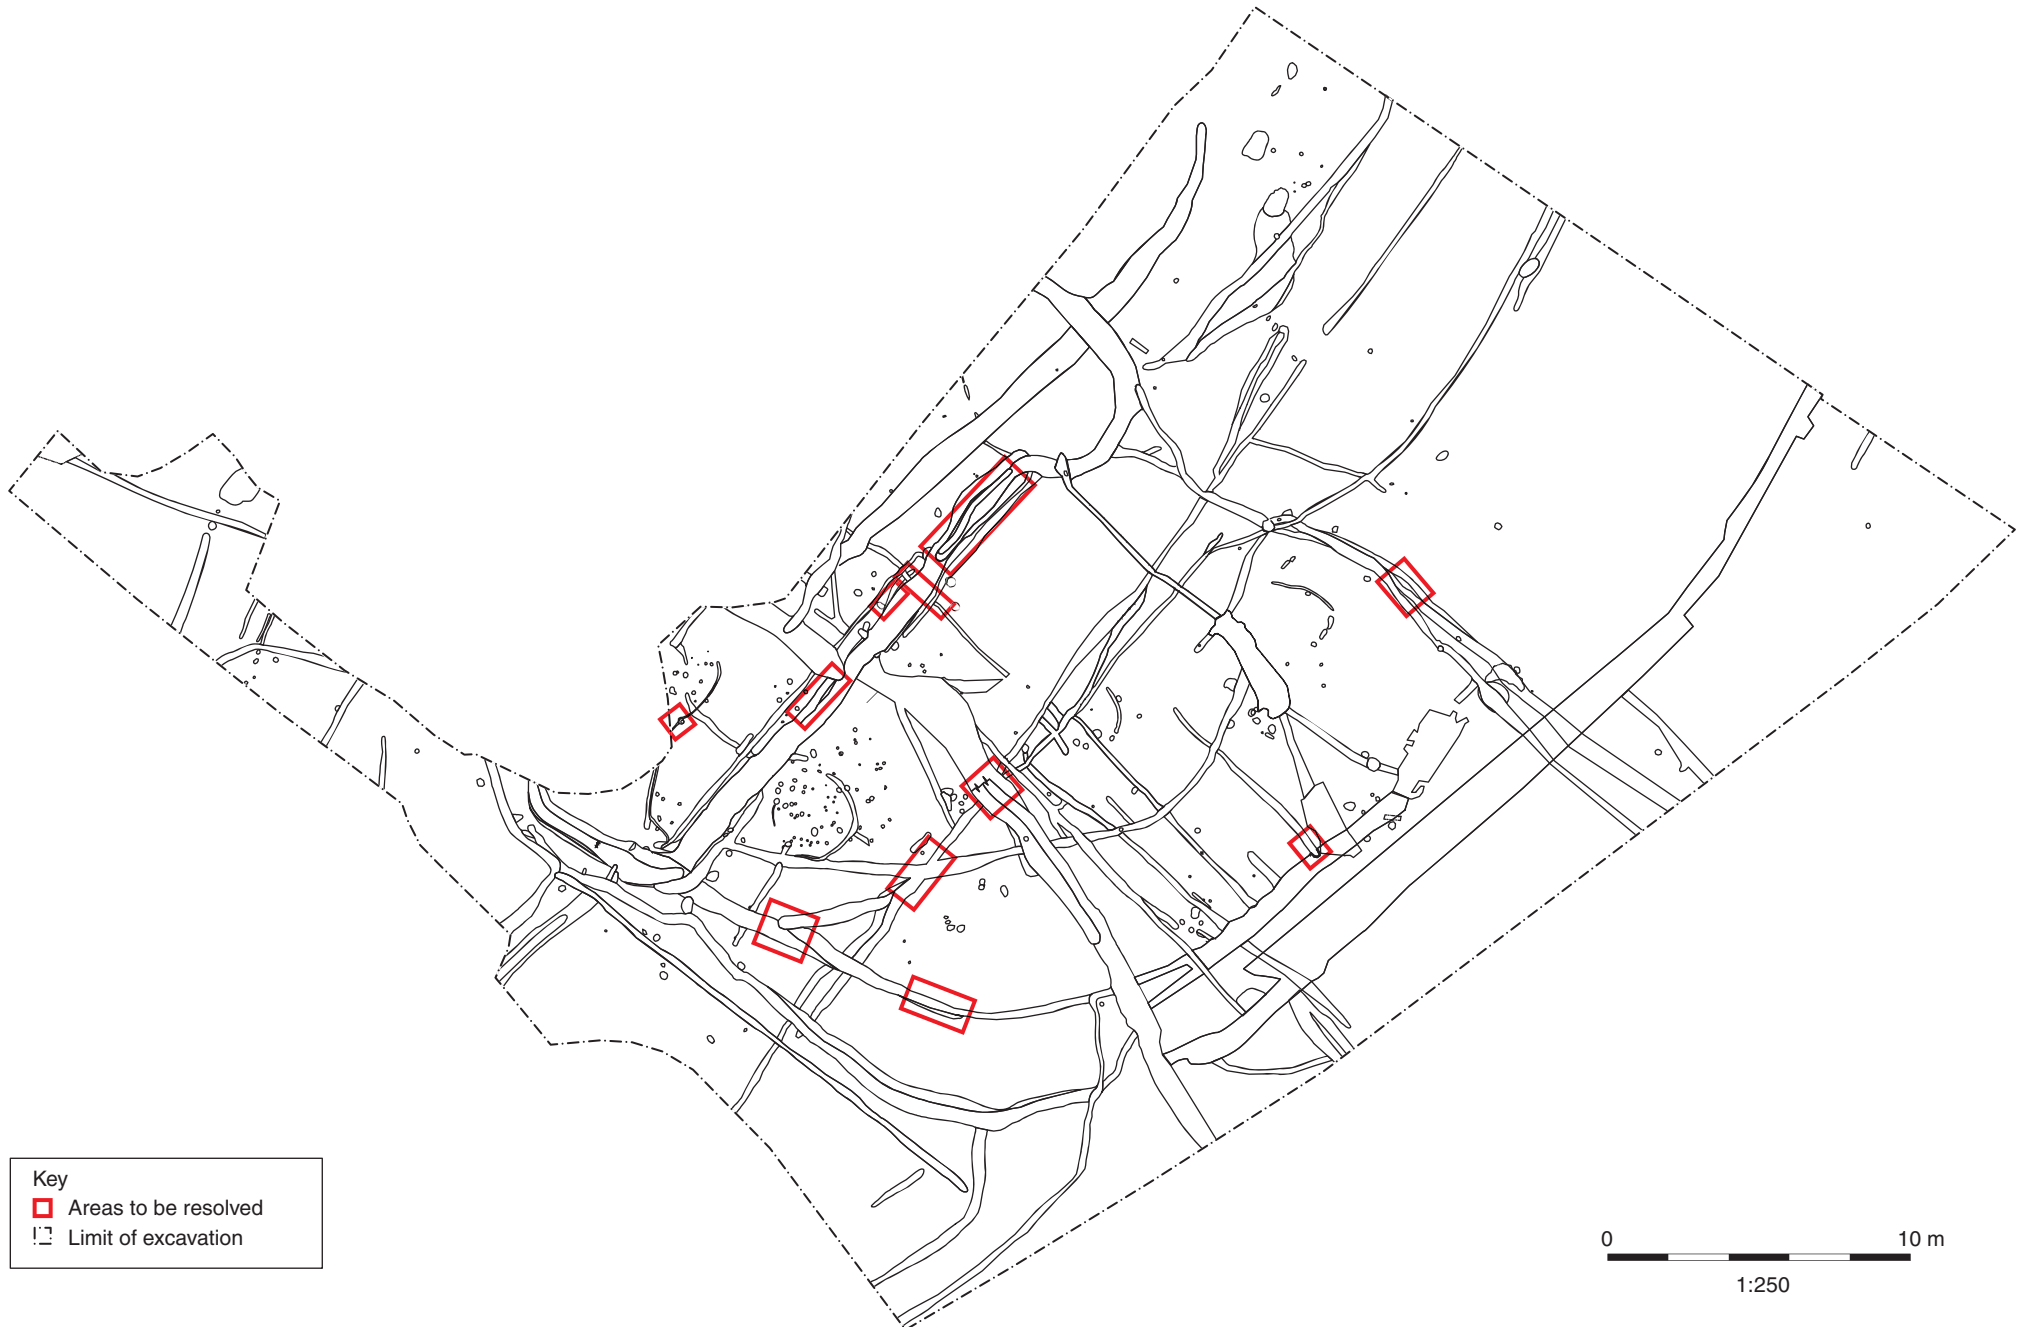 Key
Areas to be resolved
Limit of excavation
0 10 m
1:250